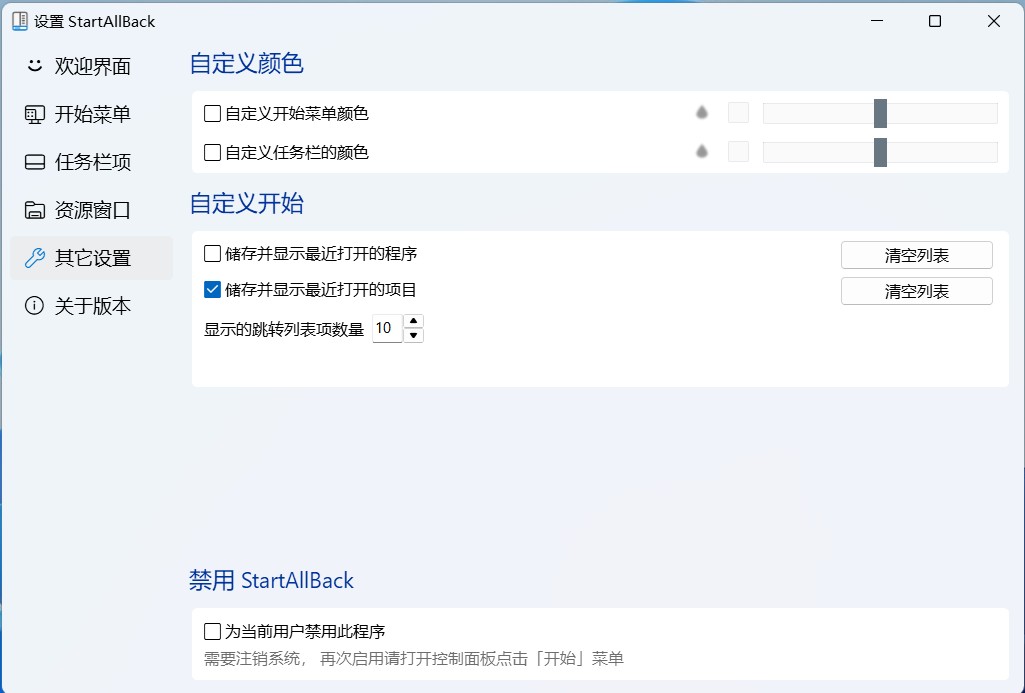 设置 StartAllBack
欢迎界面
开始菜单
任务栏项
资源窗口
其它设置
关于版本
自定义颜色
自定义开始菜单颜色
自定义任务栏的颜色
自定义开始
储存并显示最近打开的程序
清空列表
储存并显示最近打开的项目
清空列表
显示的跳转列表项数量 10
禁用 StartAllBack
为当前用户禁用此程序
需要注销系统， 再次启用请打开控制面板点击「开始」菜单